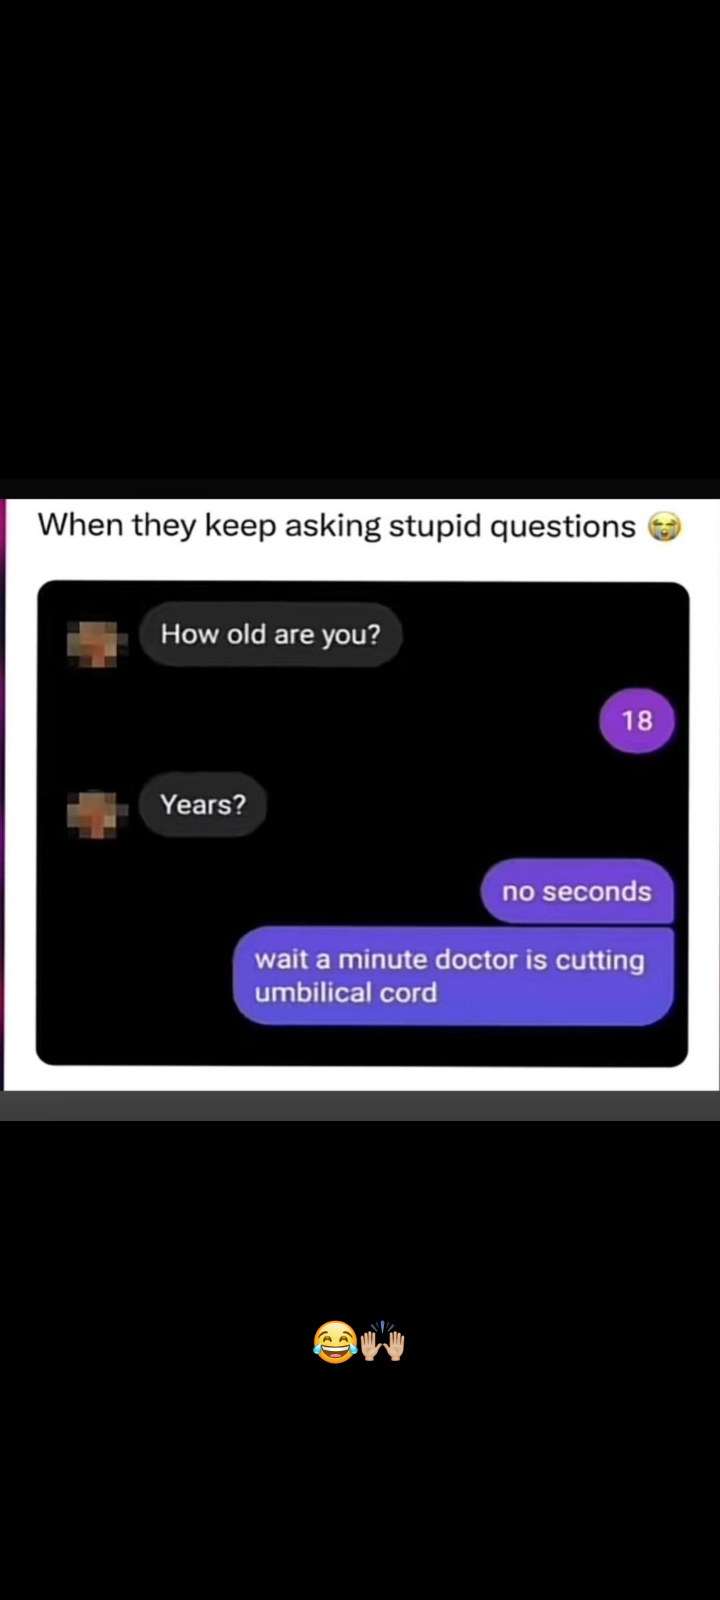 When they keep asking stupid questions 😭
How old are you?
18
Years?
no seconds
wait a minute doctor is cutting
umbilical cord
😂🙌🏼